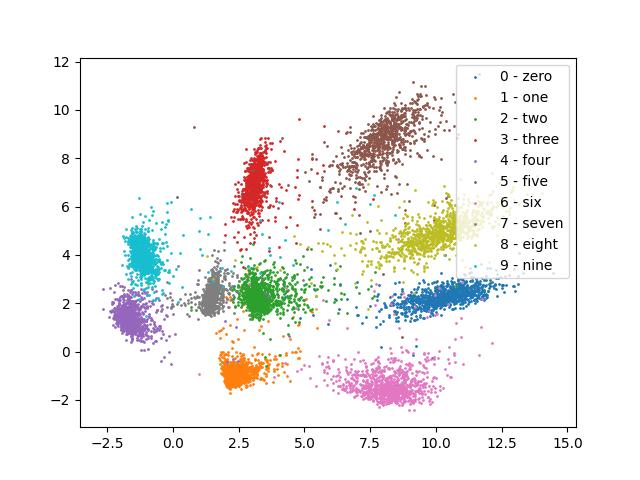 12
10
8
6
4
2
0
−2
−2.5 0.0 2.5 5.0 7.5 10.0 12.5 15.0
0 - zero
1 - one
2 - two
3 - three
4 - four
5 - five
6 - six
7 - seven
8 - eight
9 - nine